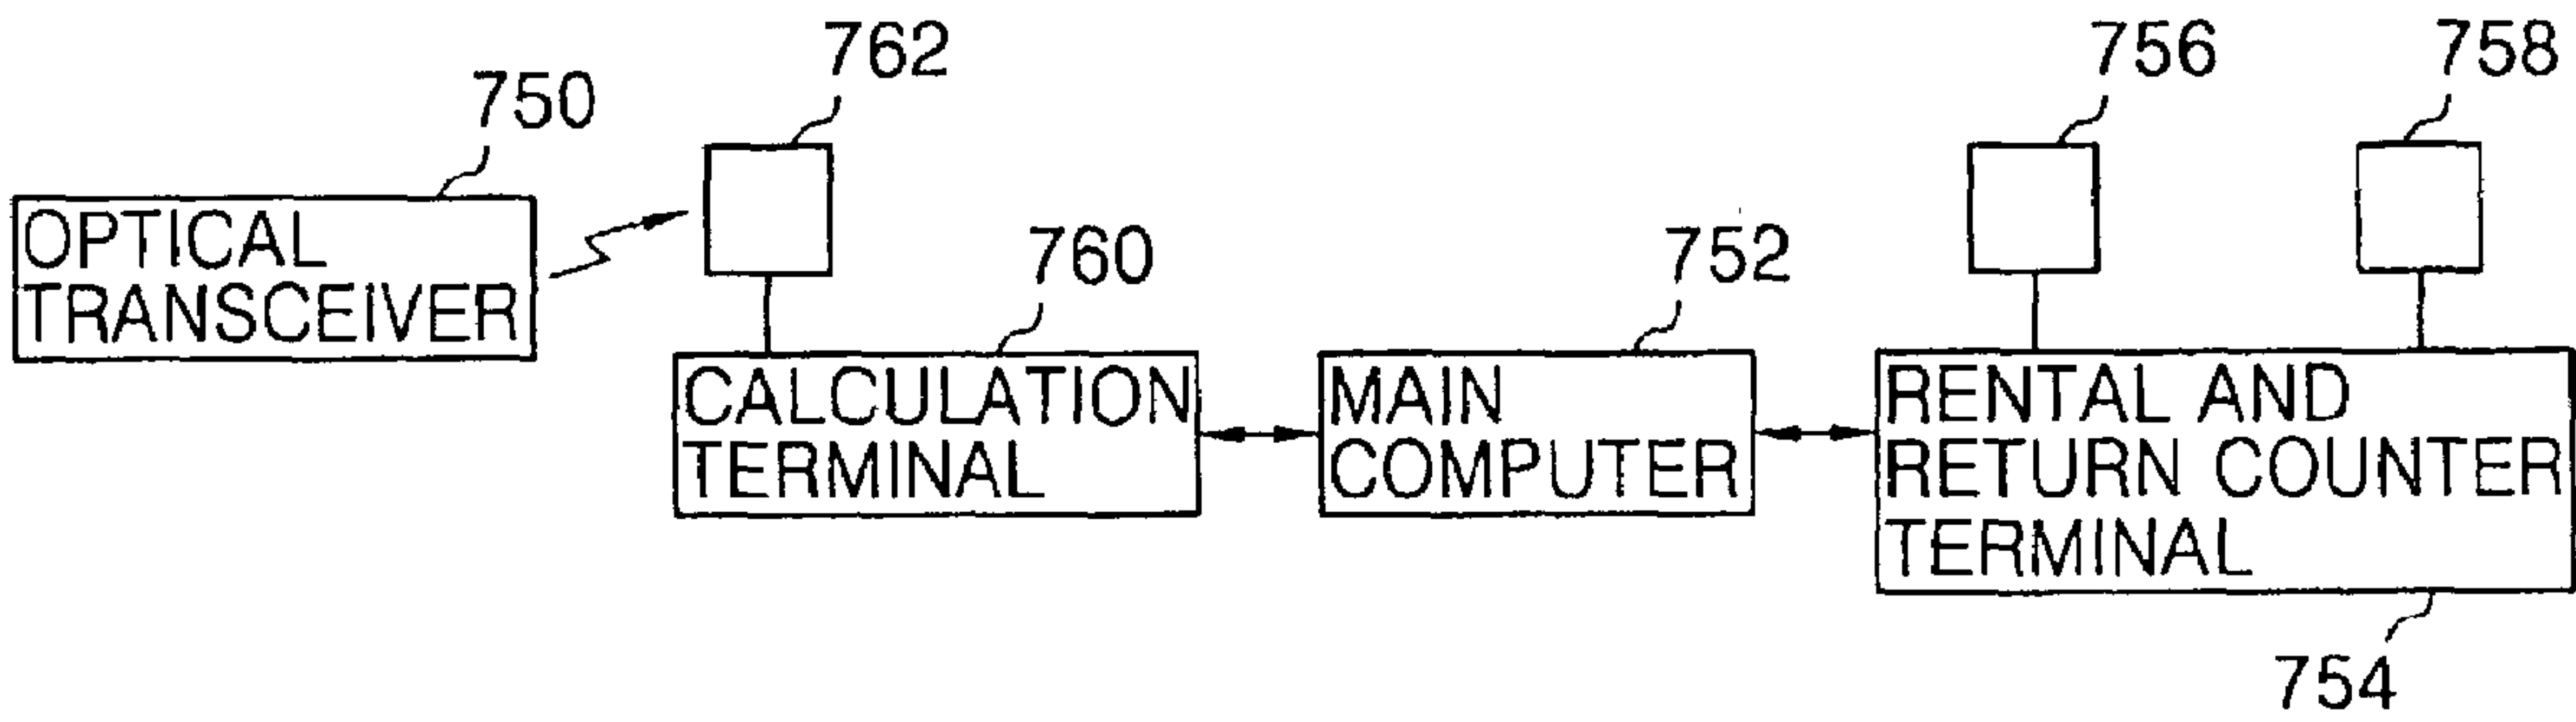 762
756
758
750
OPTICAL
TRANSCEIVER
760
752
CALCULATION
TERMINAL
MAIN
COMPUTER
RENTAL AND
RETURN COUNTER
TERMINAL
754